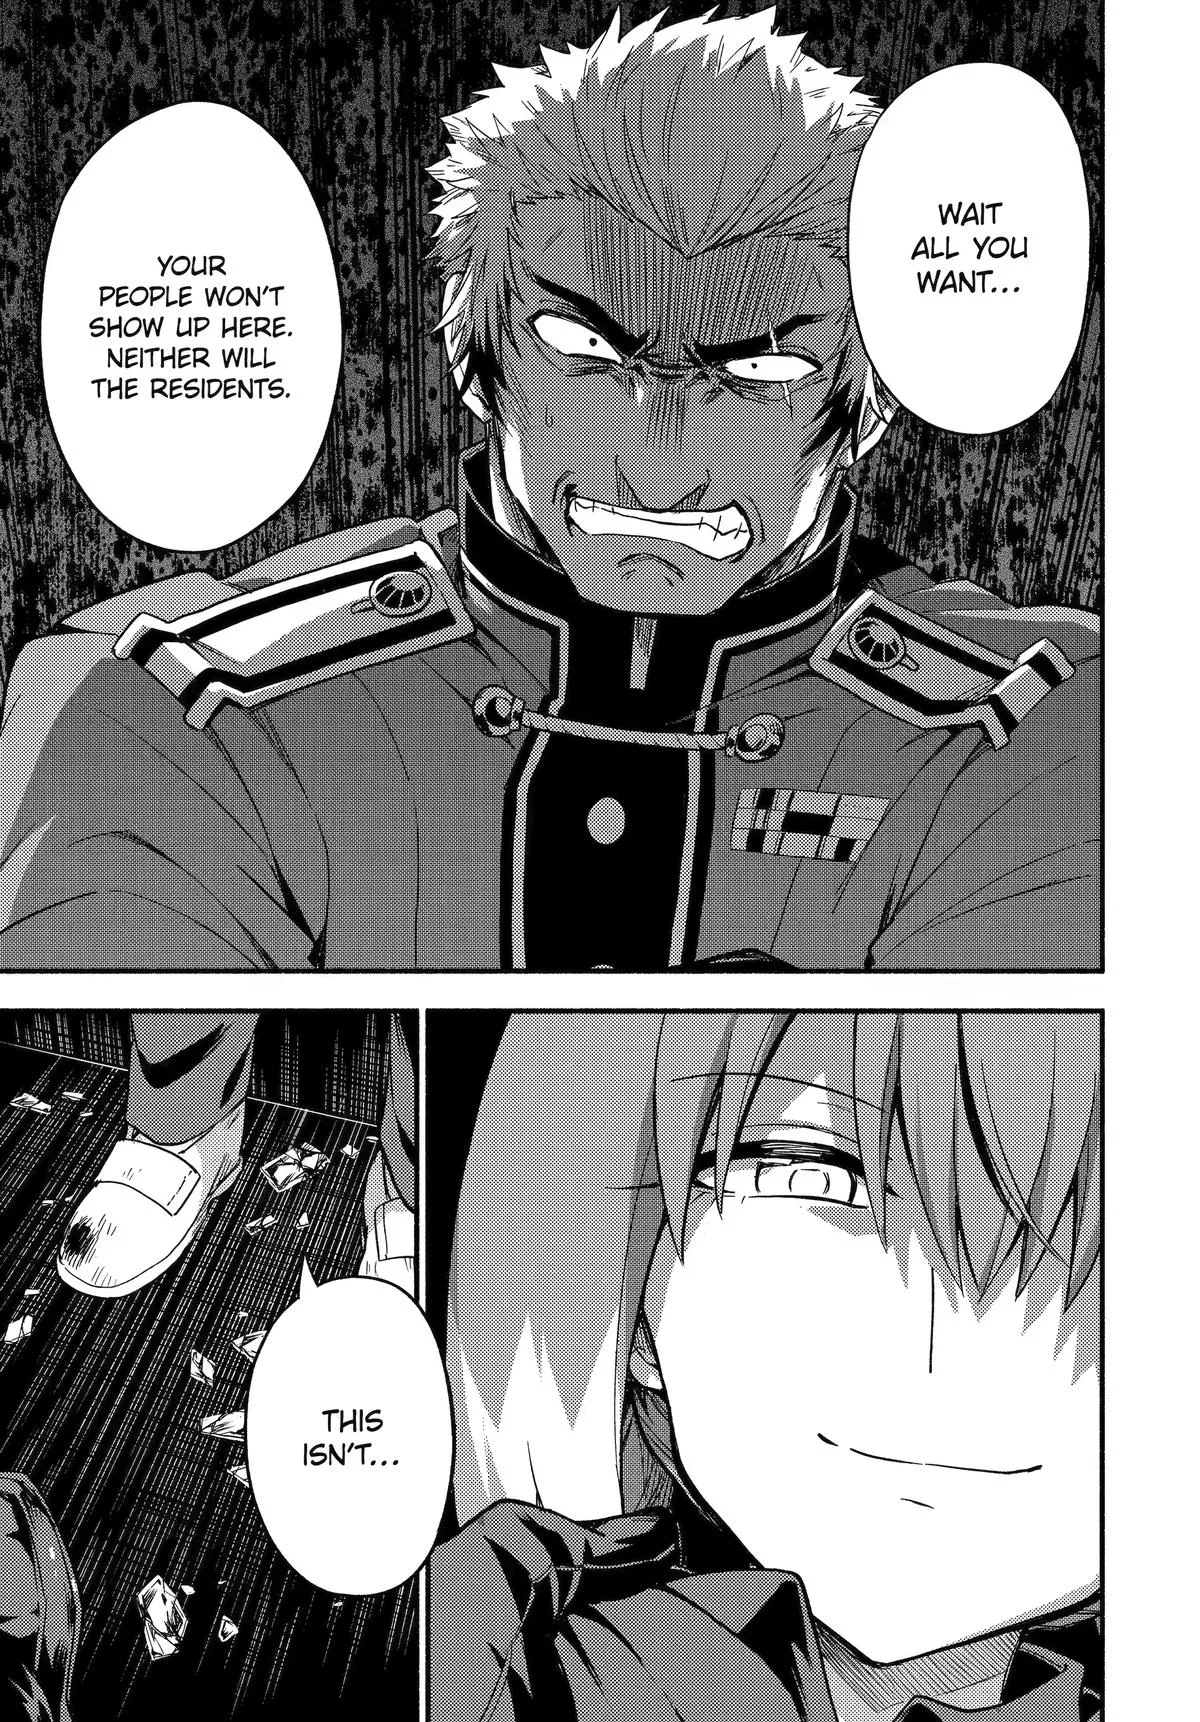 WAIT
ALL YOU
WANT...
YOUR
PEOPLE WON'T
SHOW UP HERE.
NEITHER WILL
THE RESIDENTS.
THIS
ISN'T...